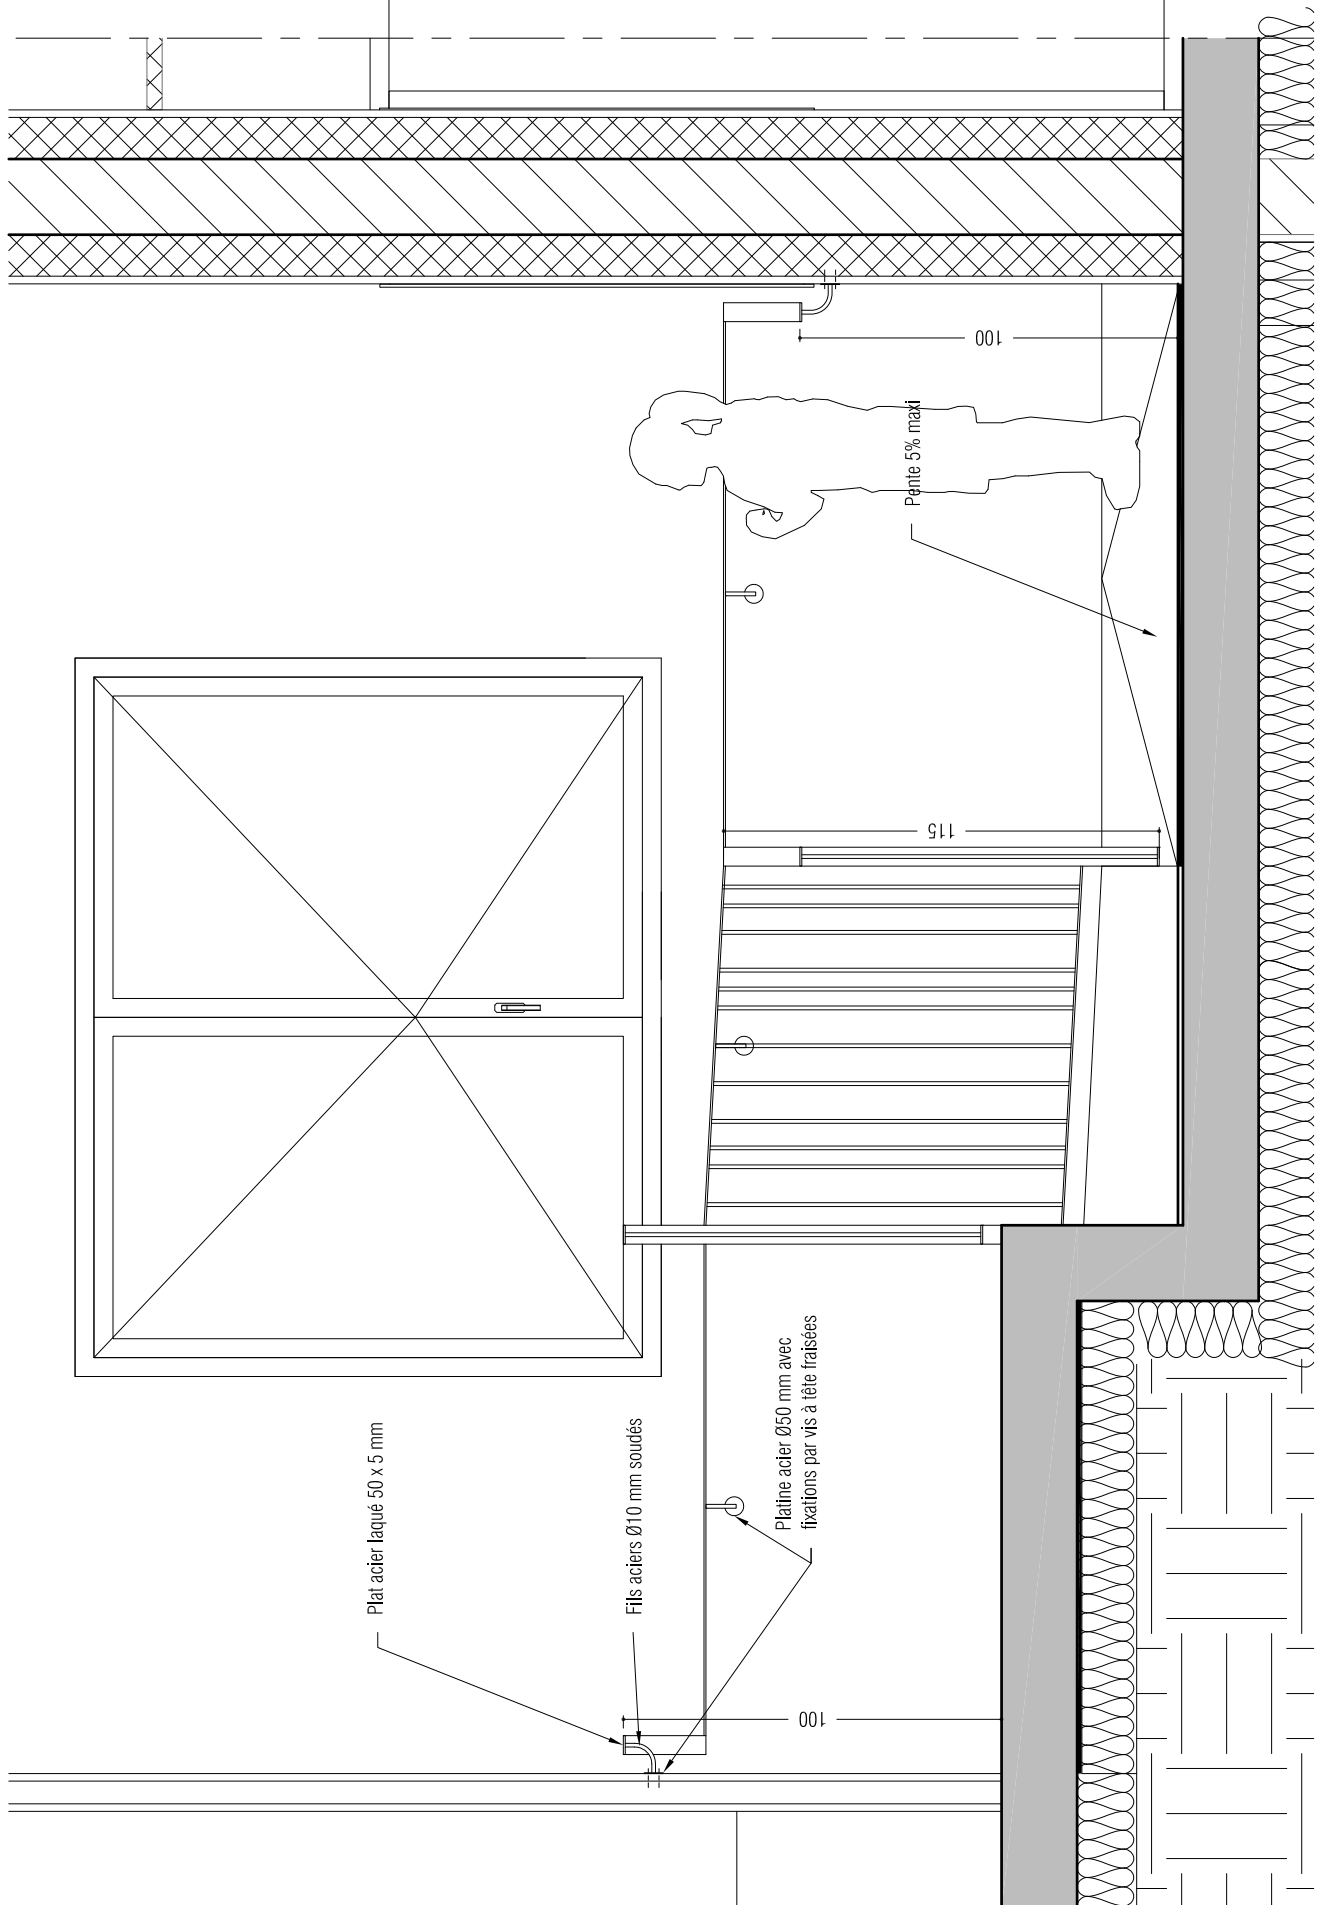 Plat acier laqué 50 x 5 mm
Fils aciers Ø10 mm soudés
Platine acier Ø50 mm avec
fixations par vis à tête fraisées
100
115
Pente 5% maxi
100